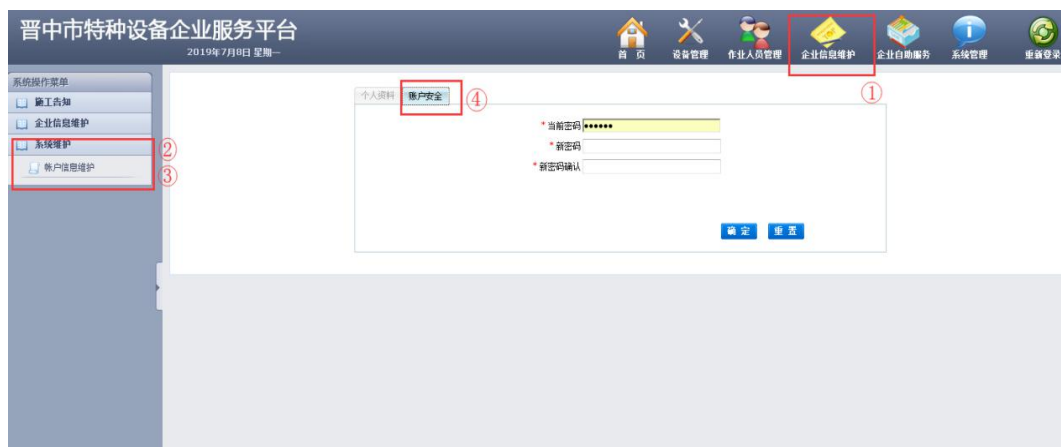 晋中市特种设备企业服务平台
2019年7月8日 星期一
首 页
设备管理
作业人员管理
企业信息维护
企业自助服务
系统管理
重新登录
①
系统操作菜单
施工告知
企业信息维护
系统维护
②
帐户信息维护
③
个人资料
账户安全
④
*当前密码 ••••••
*新密码
*新密码确认
确 定
重 置